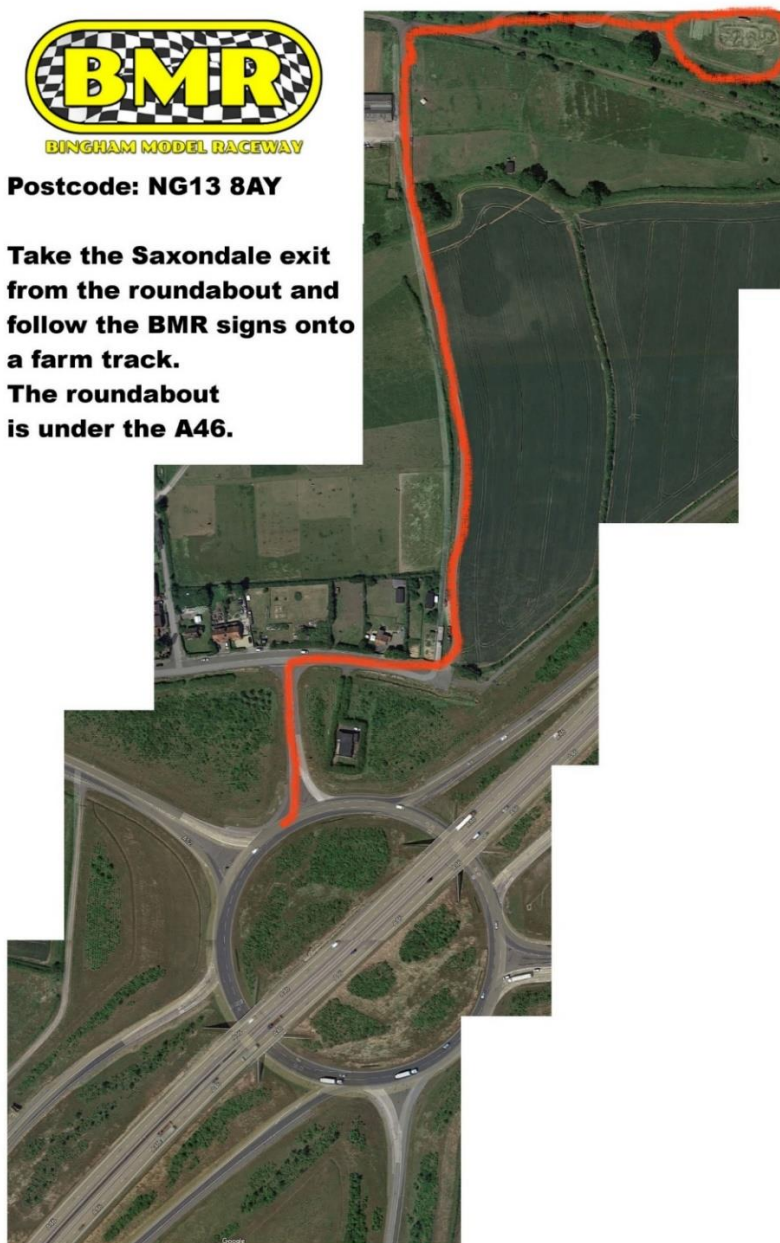 BMR
BINGHAM MODEL RACEWAY
Postcode: NG13 8AY
Take the Saxondale exit
from the roundabout and
follow the BMR signs onto
a farm track.
The roundabout
is under the A46.
Google